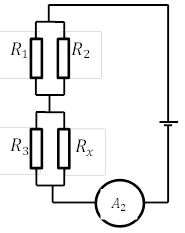 R₁ R₂
R₃ Rₓ
A₂